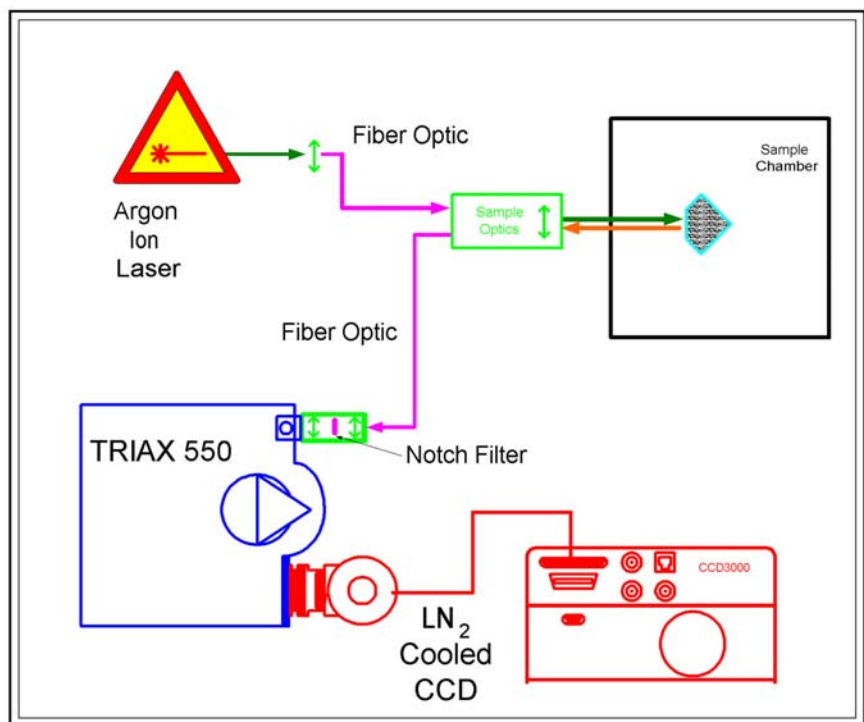 Fiber Optic
Argon
Ion
Laser
Sample
Optics
Sample
Chamber
Fiber Optic
TRIAX 550
Notch Filter
CCD3000
LN2
Cooled
CCD